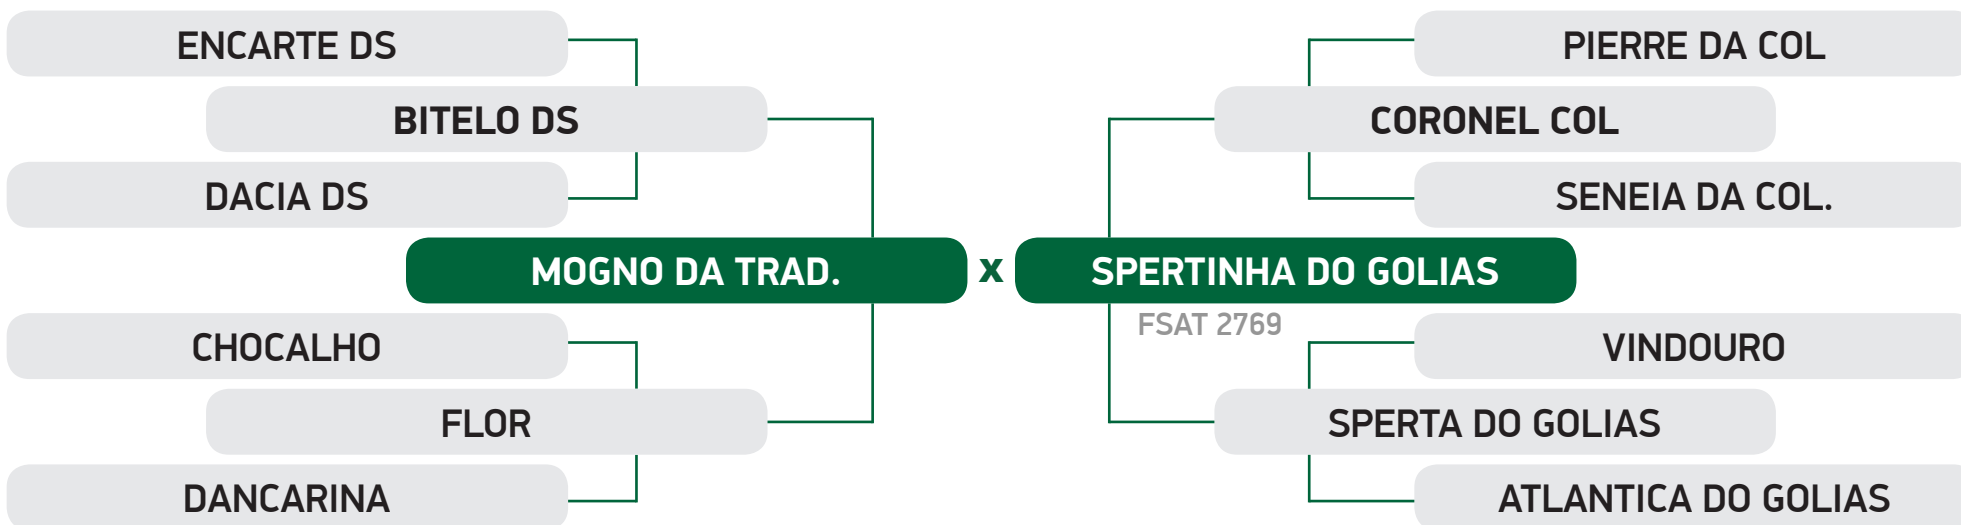 ENCARTE DS
PIERRE DA COL
BITELO DS
CORONEL COL
DACIA DS
SENEIA DA COL.
MOGNO DA TRAD.
X
SPERTINHA DO GOLIAS
FSAT 2769
CHOCALHO
VINDOURO
FLOR
SPERTA DO GOLIAS
DANCARINA
ATLANTICA DO GOLIAS